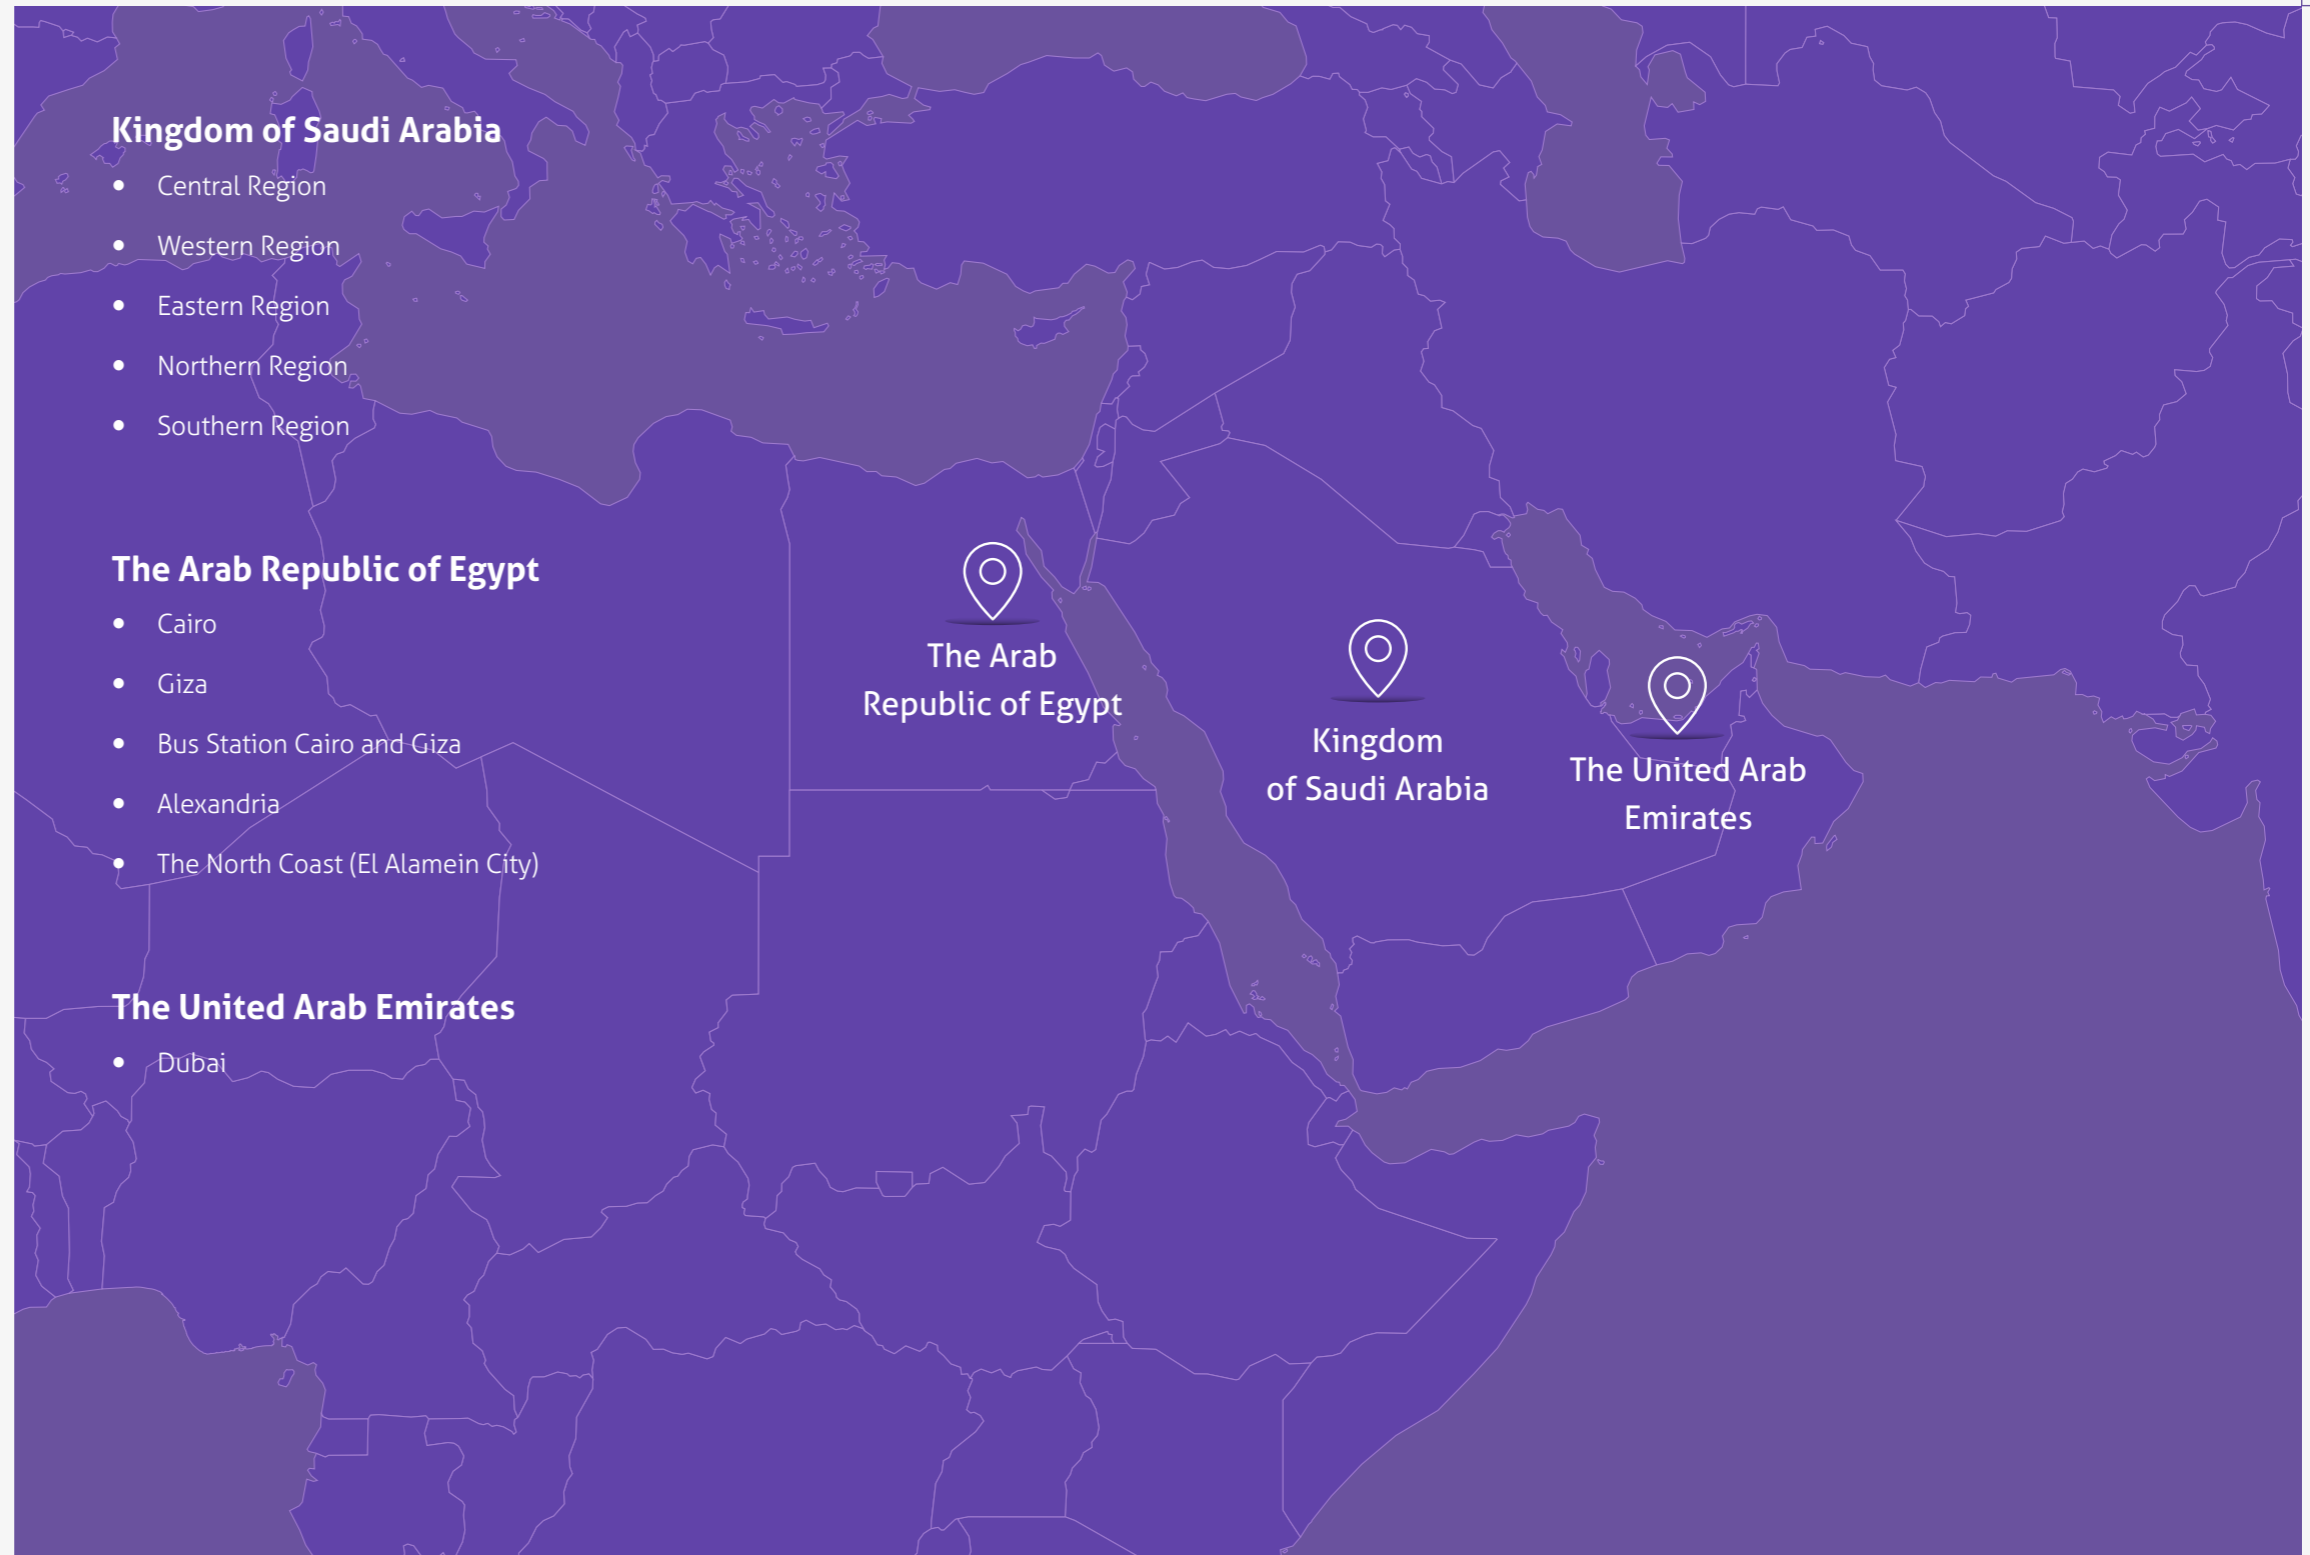 Kingdom of Saudi Arabia
• Central Region
• Western Region
• Eastern Region
• Northern Region
• Southern Region
The Arab Republic of Egypt
• Cairo
• Giza
• Bus Station Cairo and Giza
• Alexandria
• The North Coast (El Alamein City)
The United Arab Emirates
• Dubai
The Arab
Republic of Egypt
Kingdom
of Saudi Arabia
The United Arab
Emirates